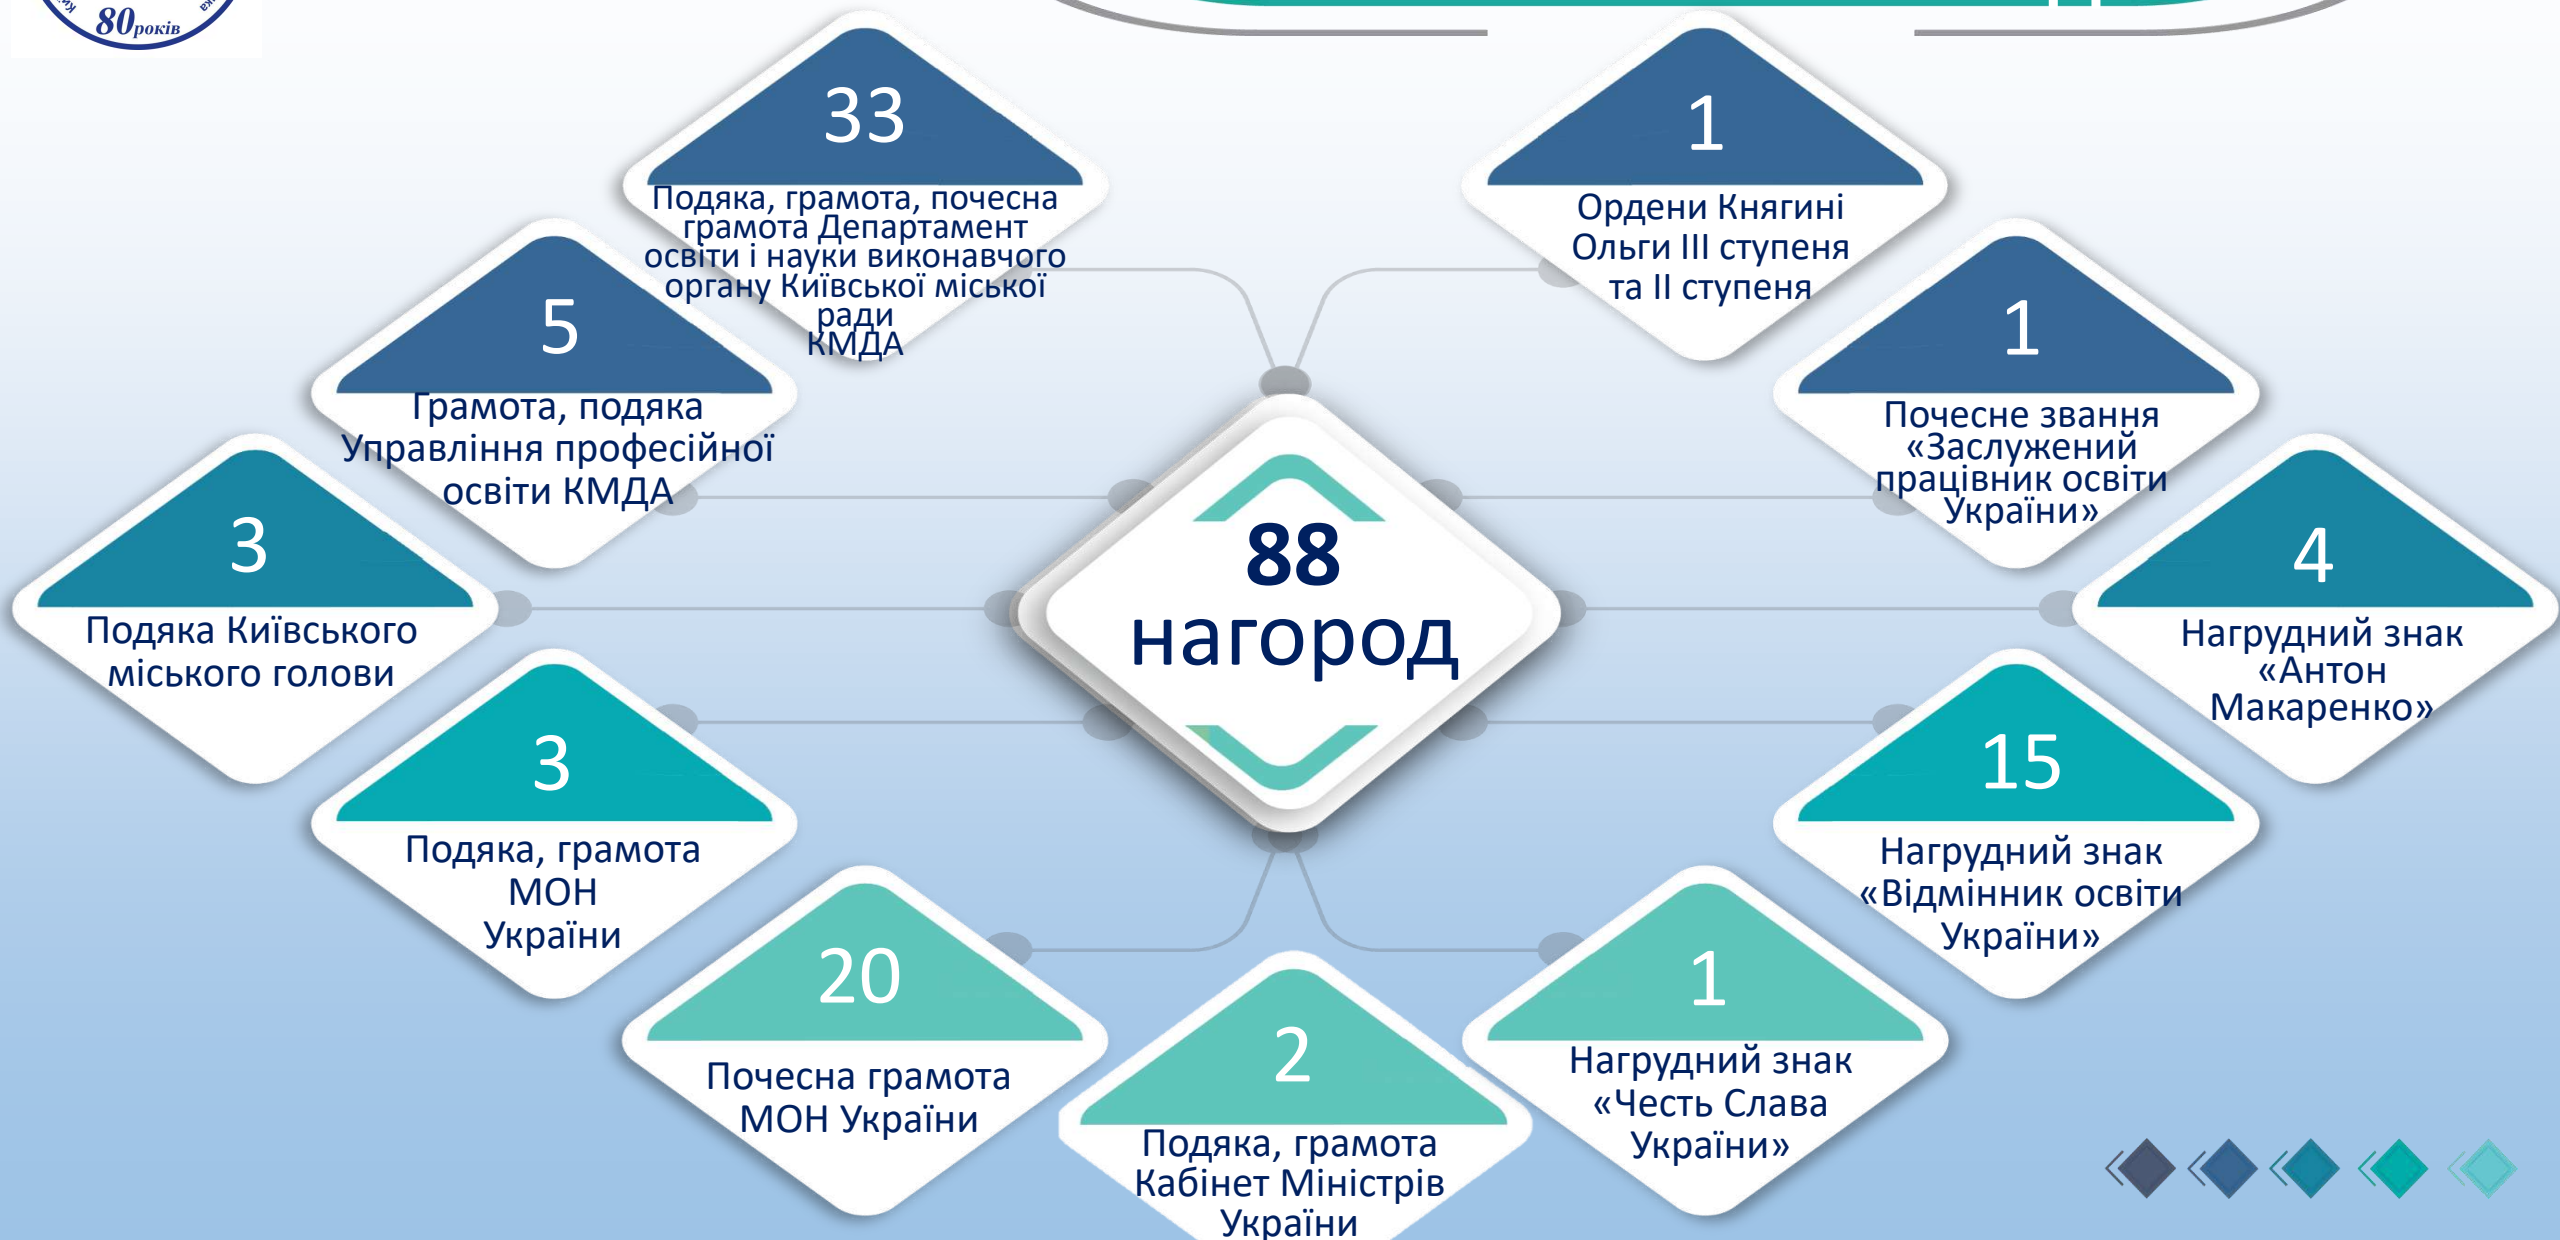 80років
33
Подяка, грамота, почесна
грамота Департамент
освіти і науки виконавчого
органу Київської міської
ради
КМДА
1
Ордени Княгині
Ольги ІІІ ступеня
та ІІ ступеня
5
Грамота, подяка
Управління професійної
освіти КМДА
1
Почесне звання
«Заслужений
працівник освіти
України»
3
Подяка Київського
міського голови
88
нагород
4
Нагрудний знак
«Антон
Макаренко»
3
Подяка, грамота
МОН
України
15
Нагрудний знак
«Відмінник освіти
України»
20
Почесна грамота
МОН України
2
Подяка, грамота
Кабінет Міністрів
України
1
Нагрудний знак
«Честь Слава
України»